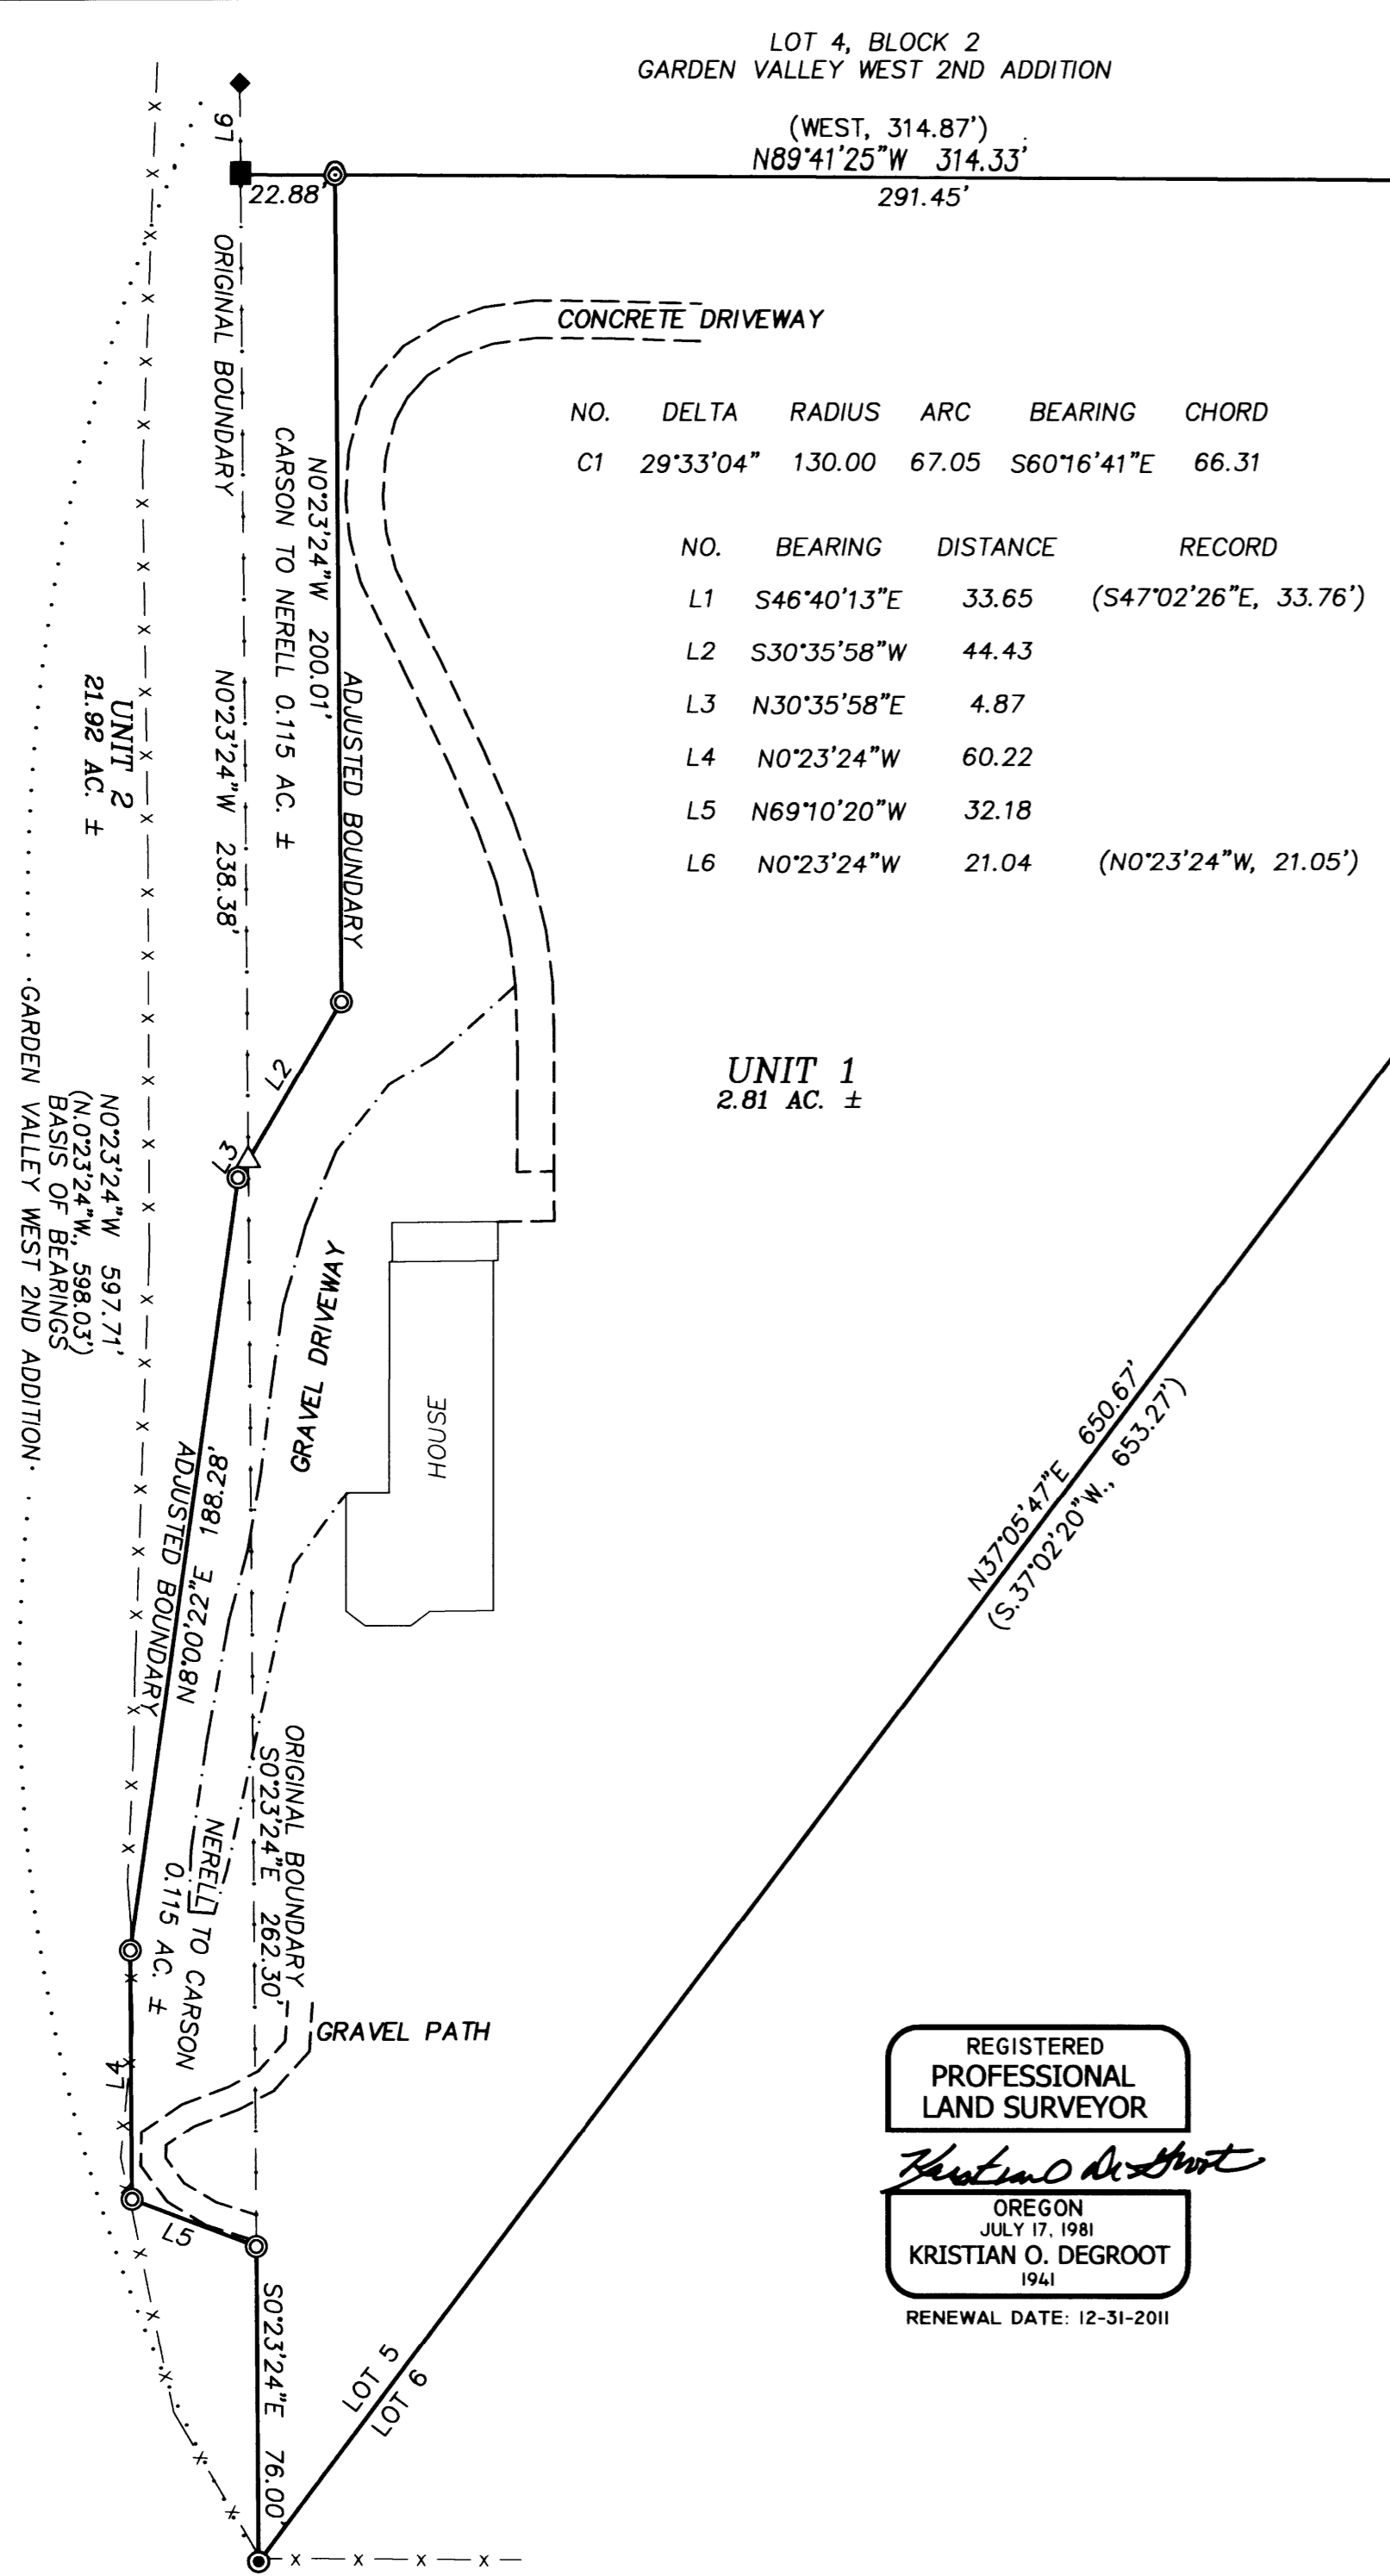 LOT 4, BLOCK 2
GARDEN VALLEY WEST 2ND ADDITION
(WEST, 314.87')
N89°41'25"W 314.33'
L6
22.88'
291.45'
ORIGINAL BOUNDARY
N0°23'24"W 238.38'
CARSON TO NERELL 0.115 AC. ±
N0°23'24"W 200.01'
ADJUSTED BOUNDARY
CONCRETE DRIVEWAY
NO. DELTA RADIUS ARC BEARING CHORD
C1 29°33'04" 130.00 67.05 S60°16'41"E 66.31
NO. BEARING DISTANCE RECORD
L1 S46°40'13"E 33.65 (S47°02'26"E, 33.76')
L2 S30°35'58"W 44.43
L3 N30°35'58"E 4.87
L4 N0°23'24"W 60.22
L5 N69°10'20"W 32.18
L6 N0°23'24"W 21.04 (N0°23'24"W, 21.05')
UNIT 2
21.92 AC. ±
L2
L3
UNIT 1
2.81 AC. ±
N0°23'24"W 597.71'
(N.0°23'24"W., 598.03')
BASIS OF BEARINGS
GARDEN VALLEY WEST 2ND ADDITION
GRAVEL DRIVEWAY
HOUSE
N8°00'22"E 188.28'
ADJUSTED BOUNDARY
N37°05'47"E 650.67'
(S.37°02'20"W., 653.27')
ORIGINAL BOUNDARY
S0°23'24"E 262.30'
NERELL TO CARSON
0.115 AC. ±
GRAVEL PATH
L4
L5
S0°23'24"E 76.00'
LOT 5
LOT 6
REGISTERED
PROFESSIONAL
LAND SURVEYOR
Kristian O DeGroot
OREGON
JULY 17, 1981
KRISTIAN O. DEGROOT
1941
RENEWAL DATE: 12-31-2011